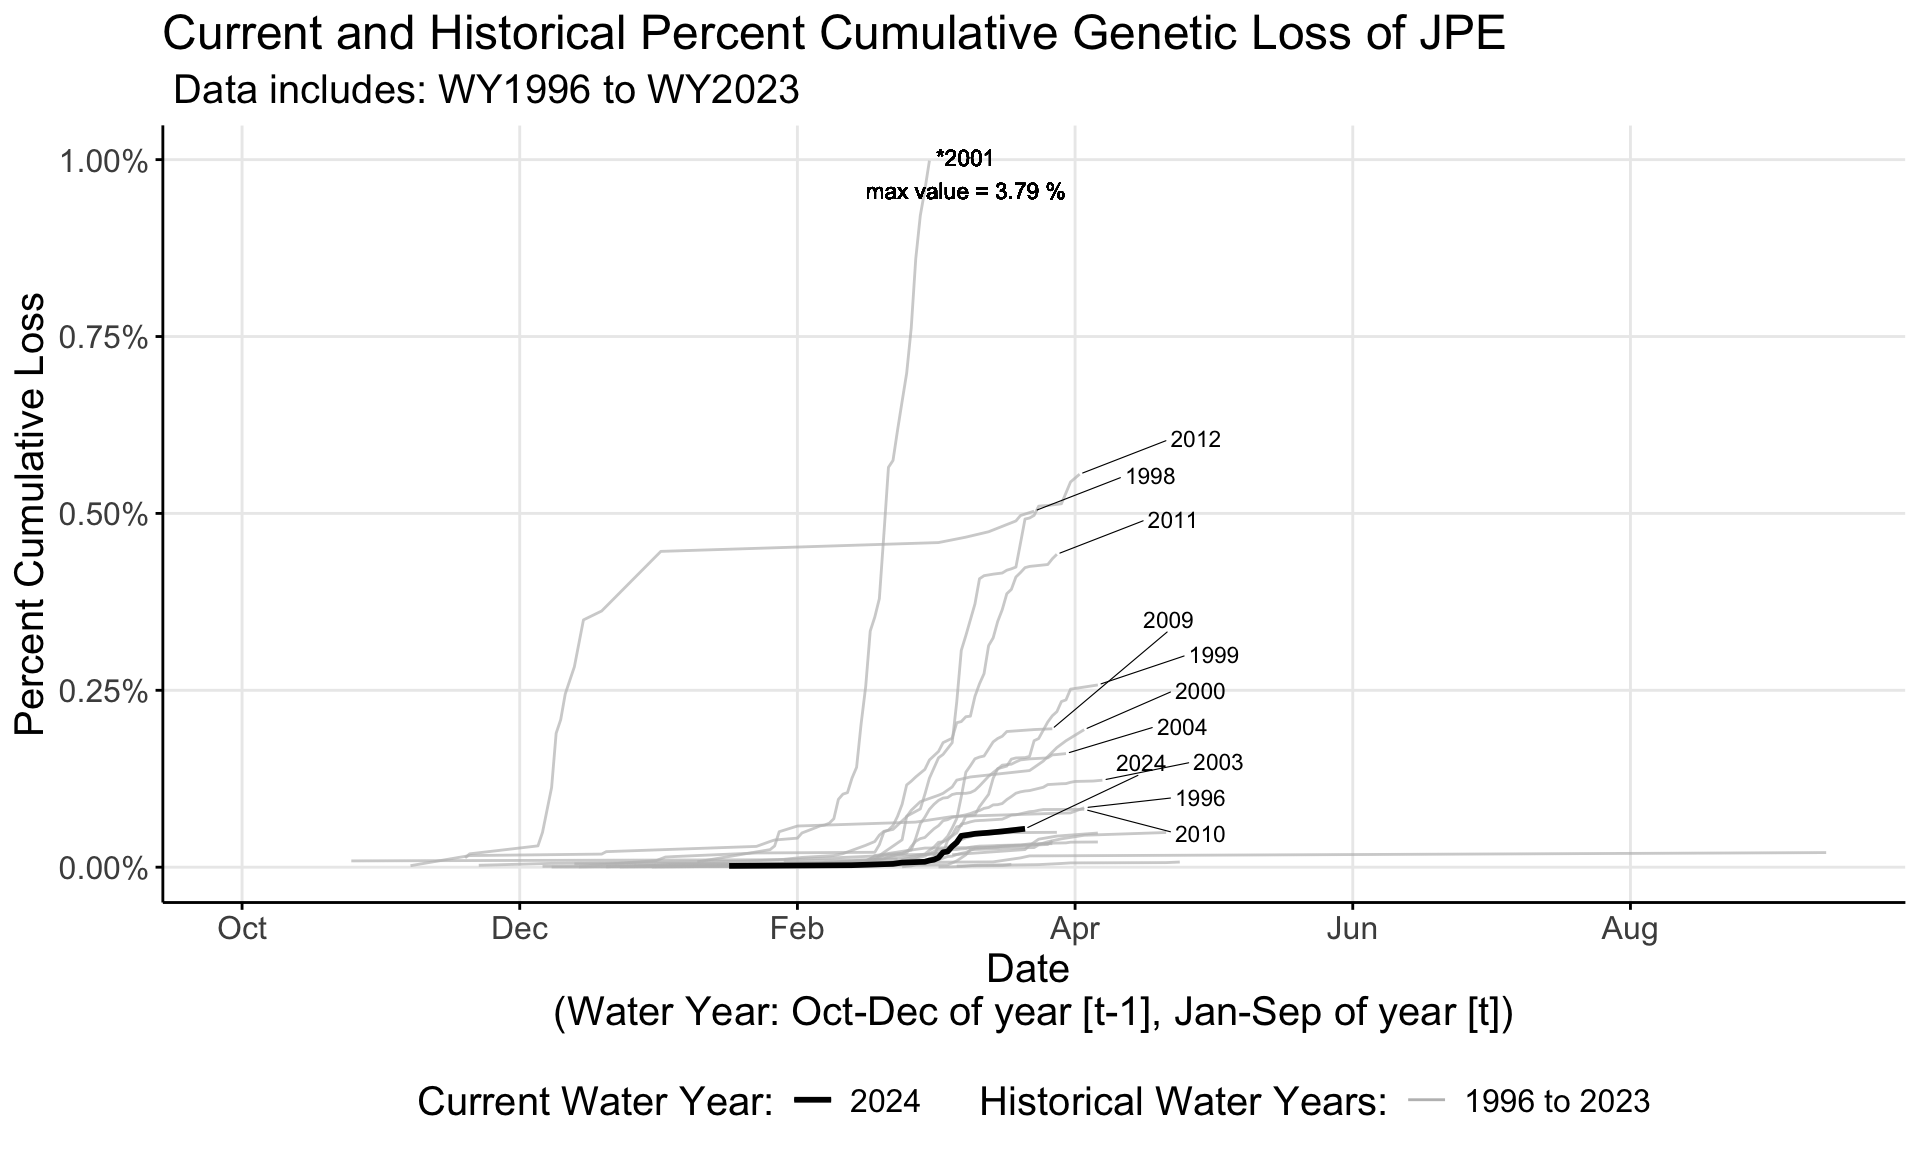 Current and Historical Percent Cumulative Genetic Loss of JPE
Data includes: WY1996 to WY2023
Percent Cumulative Loss
1.00%
0.75%
0.50%
0.25%
0.00%
*2001
max value = 3.79 %
2012
1998
2011
2009
1999
2000
2004
2024
2003
1996
2010
Oct
Dec
Feb
Apr
Jun
Aug
Date
(Water Year: Oct-Dec of year [t-1], Jan-Sep of year [t])
Current Water Year: 2024 Historical Water Years: 1996 to 2023